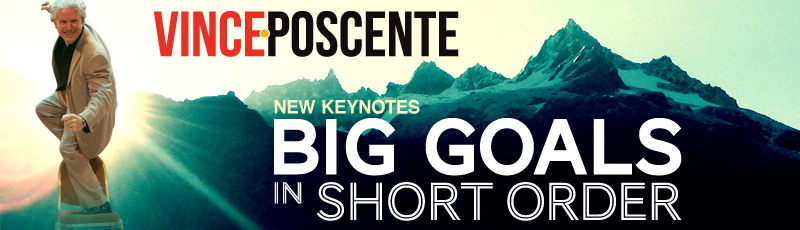 VINCE•POSCENTE
NEW KEYNOTES
BIG GOALS
IN SHORT ORDER